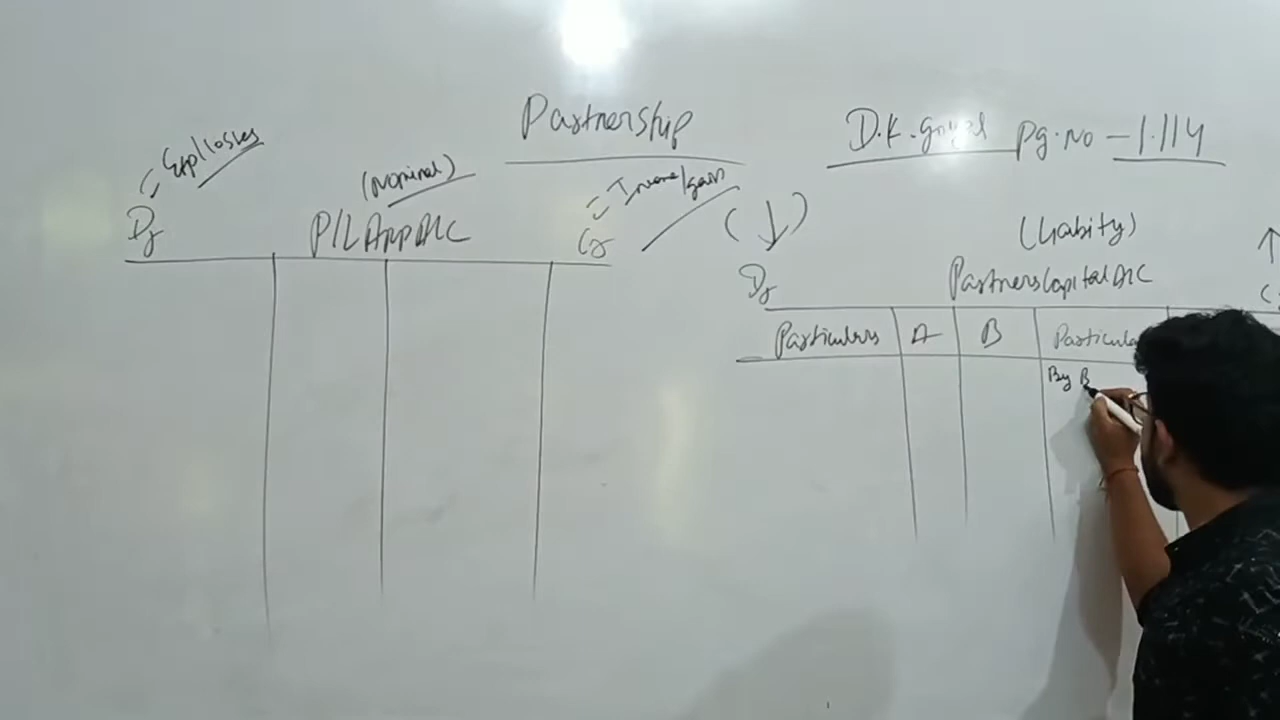 Partnership
D.K. Goyal Pg. No - 1.114
Exp/losses
(Nominal)
Income/gain
Dr P/L App A/c Cr
(↓)
(Liabity)
↑
Dr Partners Capital A/c
Particulars A B Particula
By B